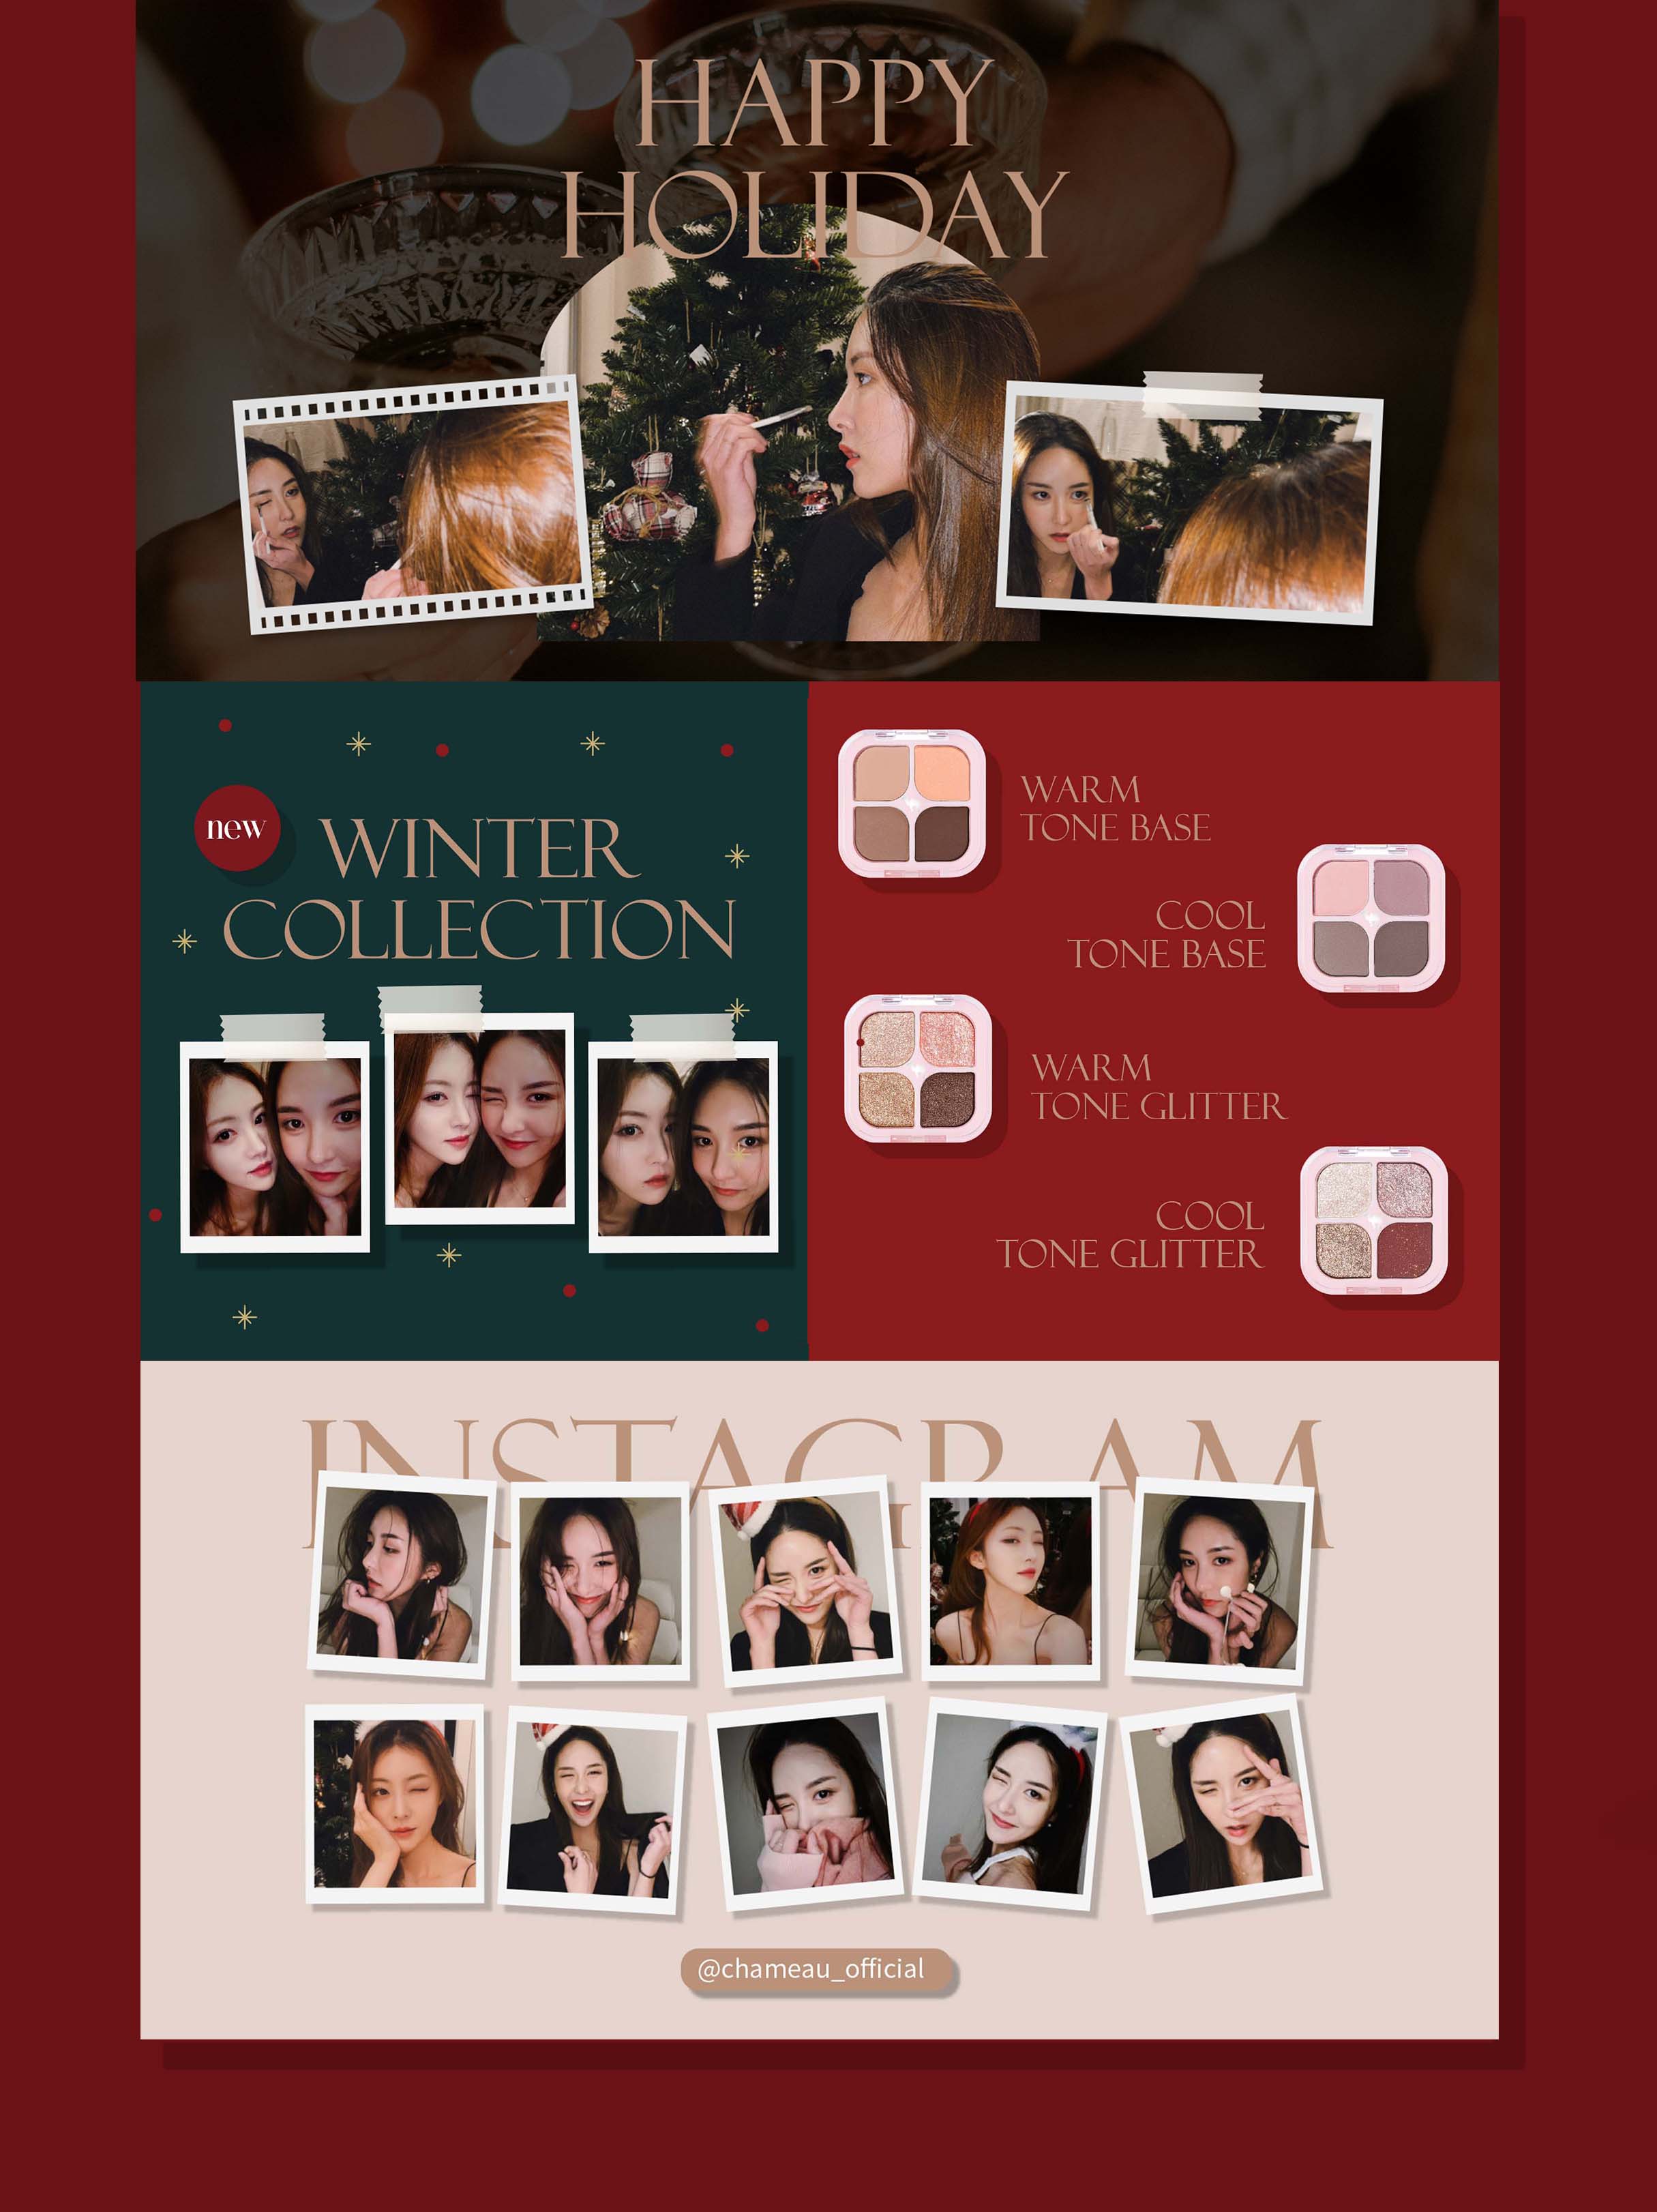 HAPPY
HOLIDAY
new
WINTER
COLLECTION
WARM
TONE BASE
COOL
TONE BASE
WARM
TONE GLITTER
COOL
TONE GLITTER
INSTAGRAM
@chameau_official